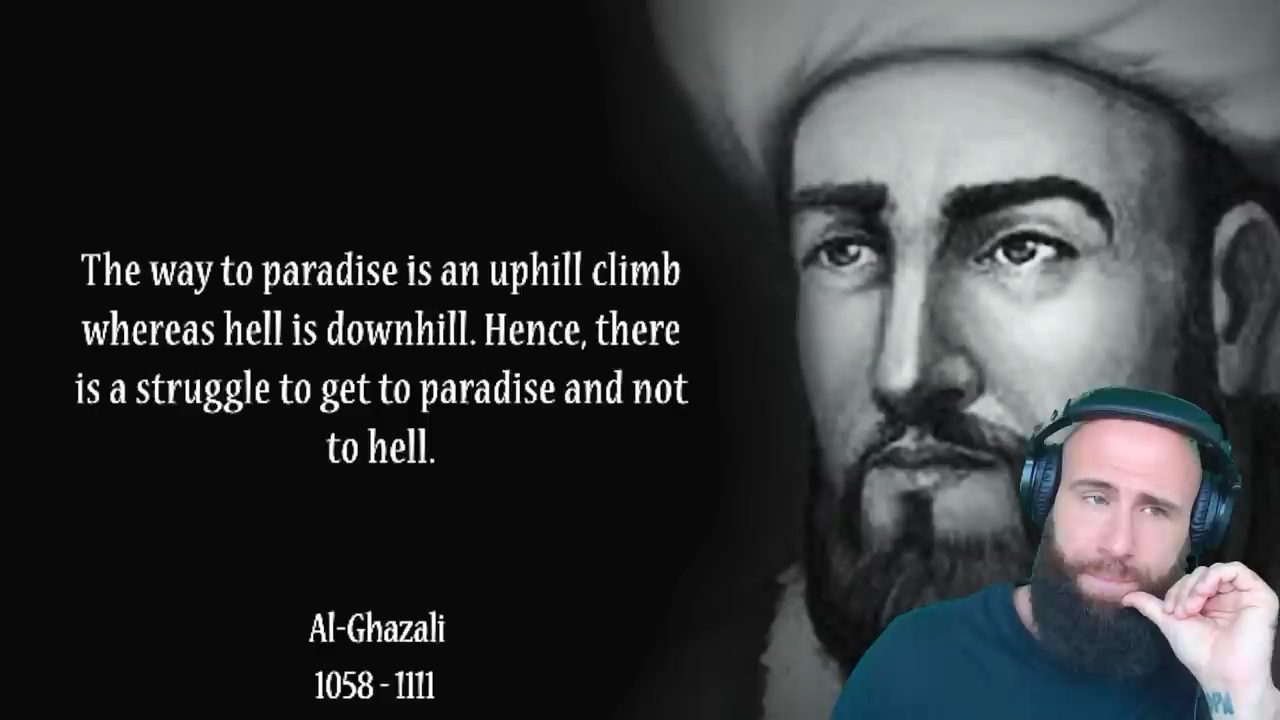 The way to paradise is an uphill climb
whereas hell is downhill. Hence, there
is a struggle to get to paradise and not
to hell.
Al-Ghazali
1058 - 1111